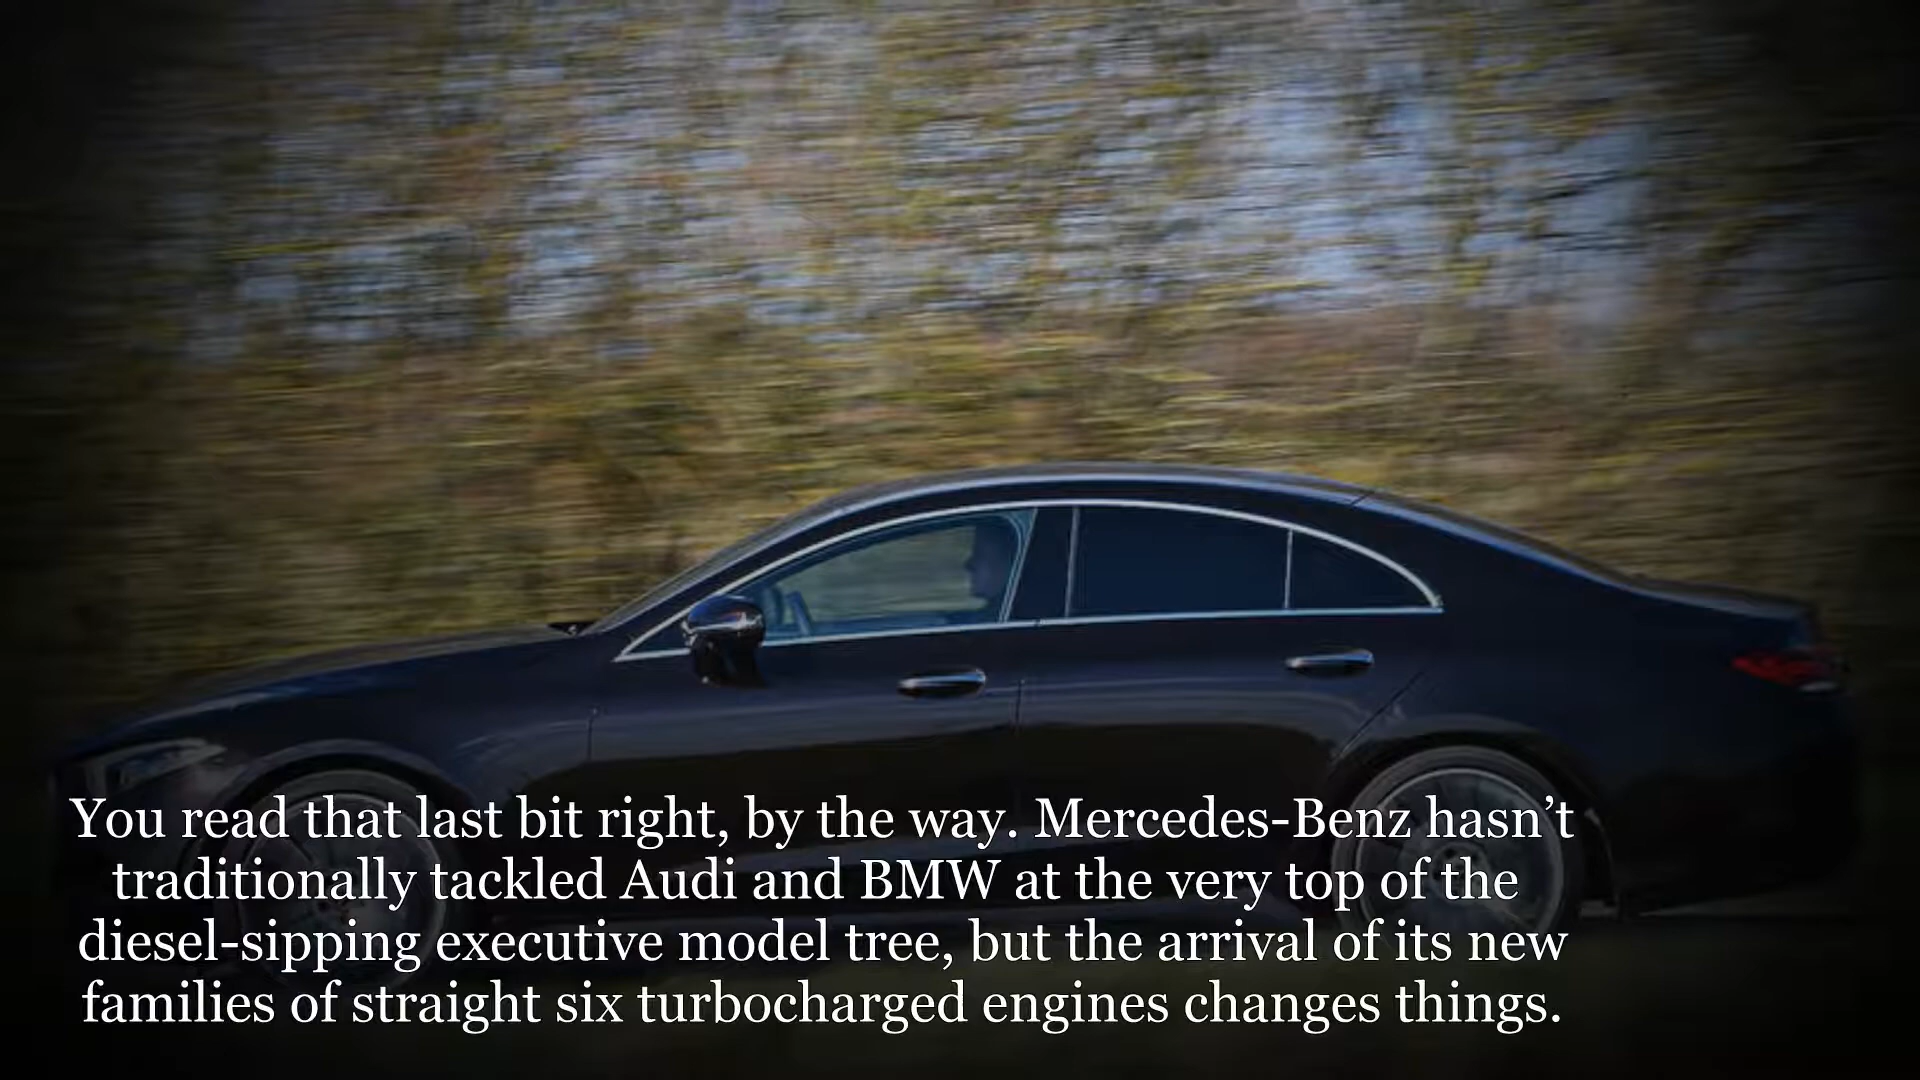 You read that last bit right, by the way. Mercedes-Benz hasn’t
traditionally tackled Audi and BMW at the very top of the
diesel-sipping executive model tree, but the arrival of its new
families of straight six turbocharged engines changes things.